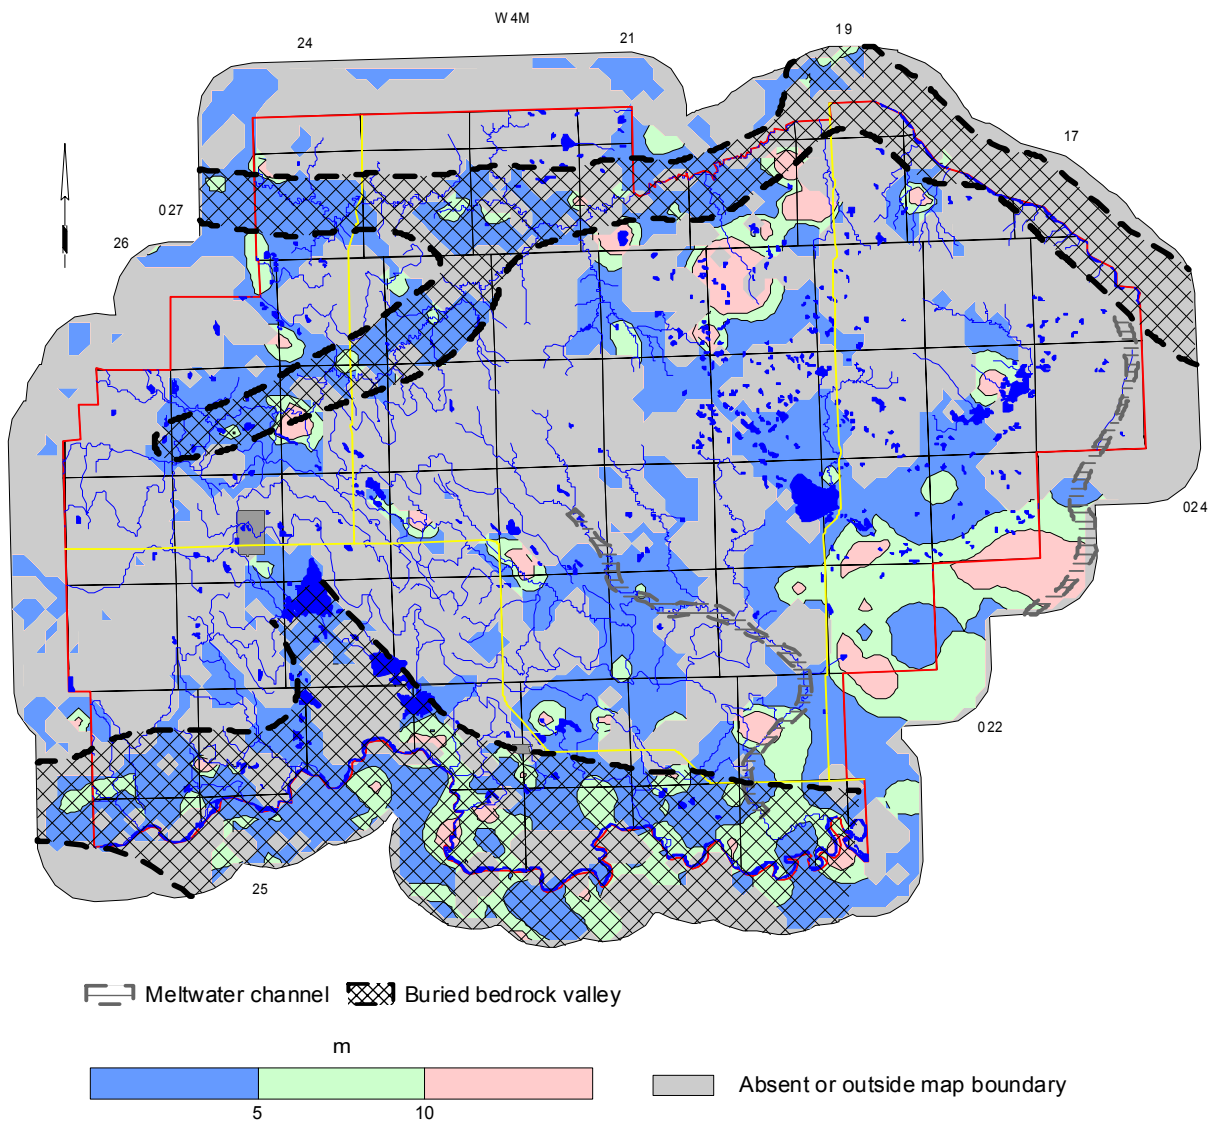 W4M
24
21
19
17
027
26
024
022
25
Meltwater channel
Buried bedrock valley
m
5
10
Absent or outside map boundary